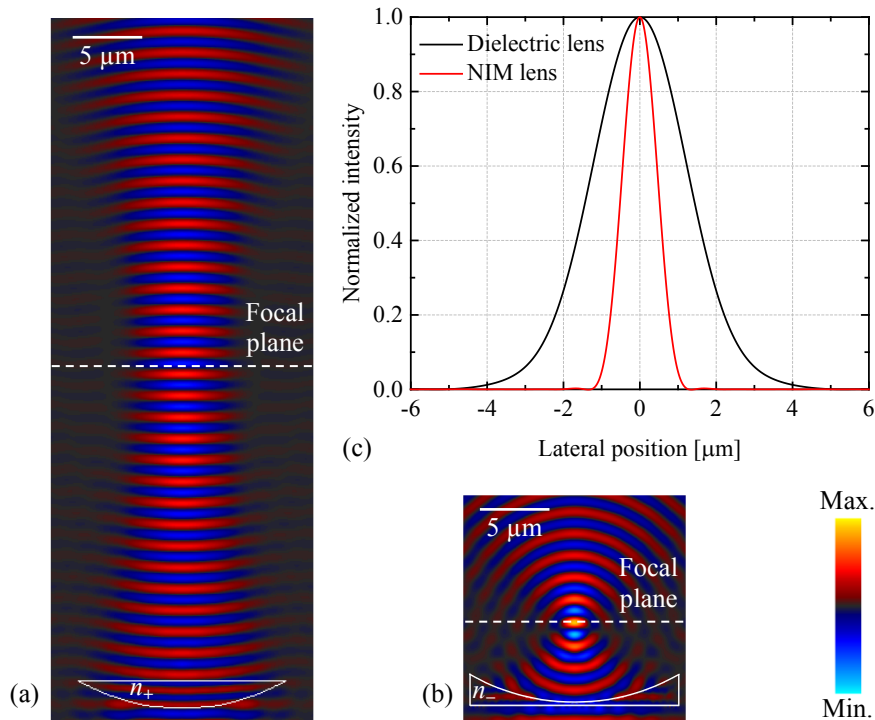 5 µm
Focal
plane
n+
(a)
1.0
0.8
0.6
0.4
0.2
0.0
Normalized intensity
Dielectric lens
NIM lens
-6
-4
-2
0
2
4
6
Lateral position [µm]
(c)
5 µm
Focal
plane
n−
(b)
Max.
Min.